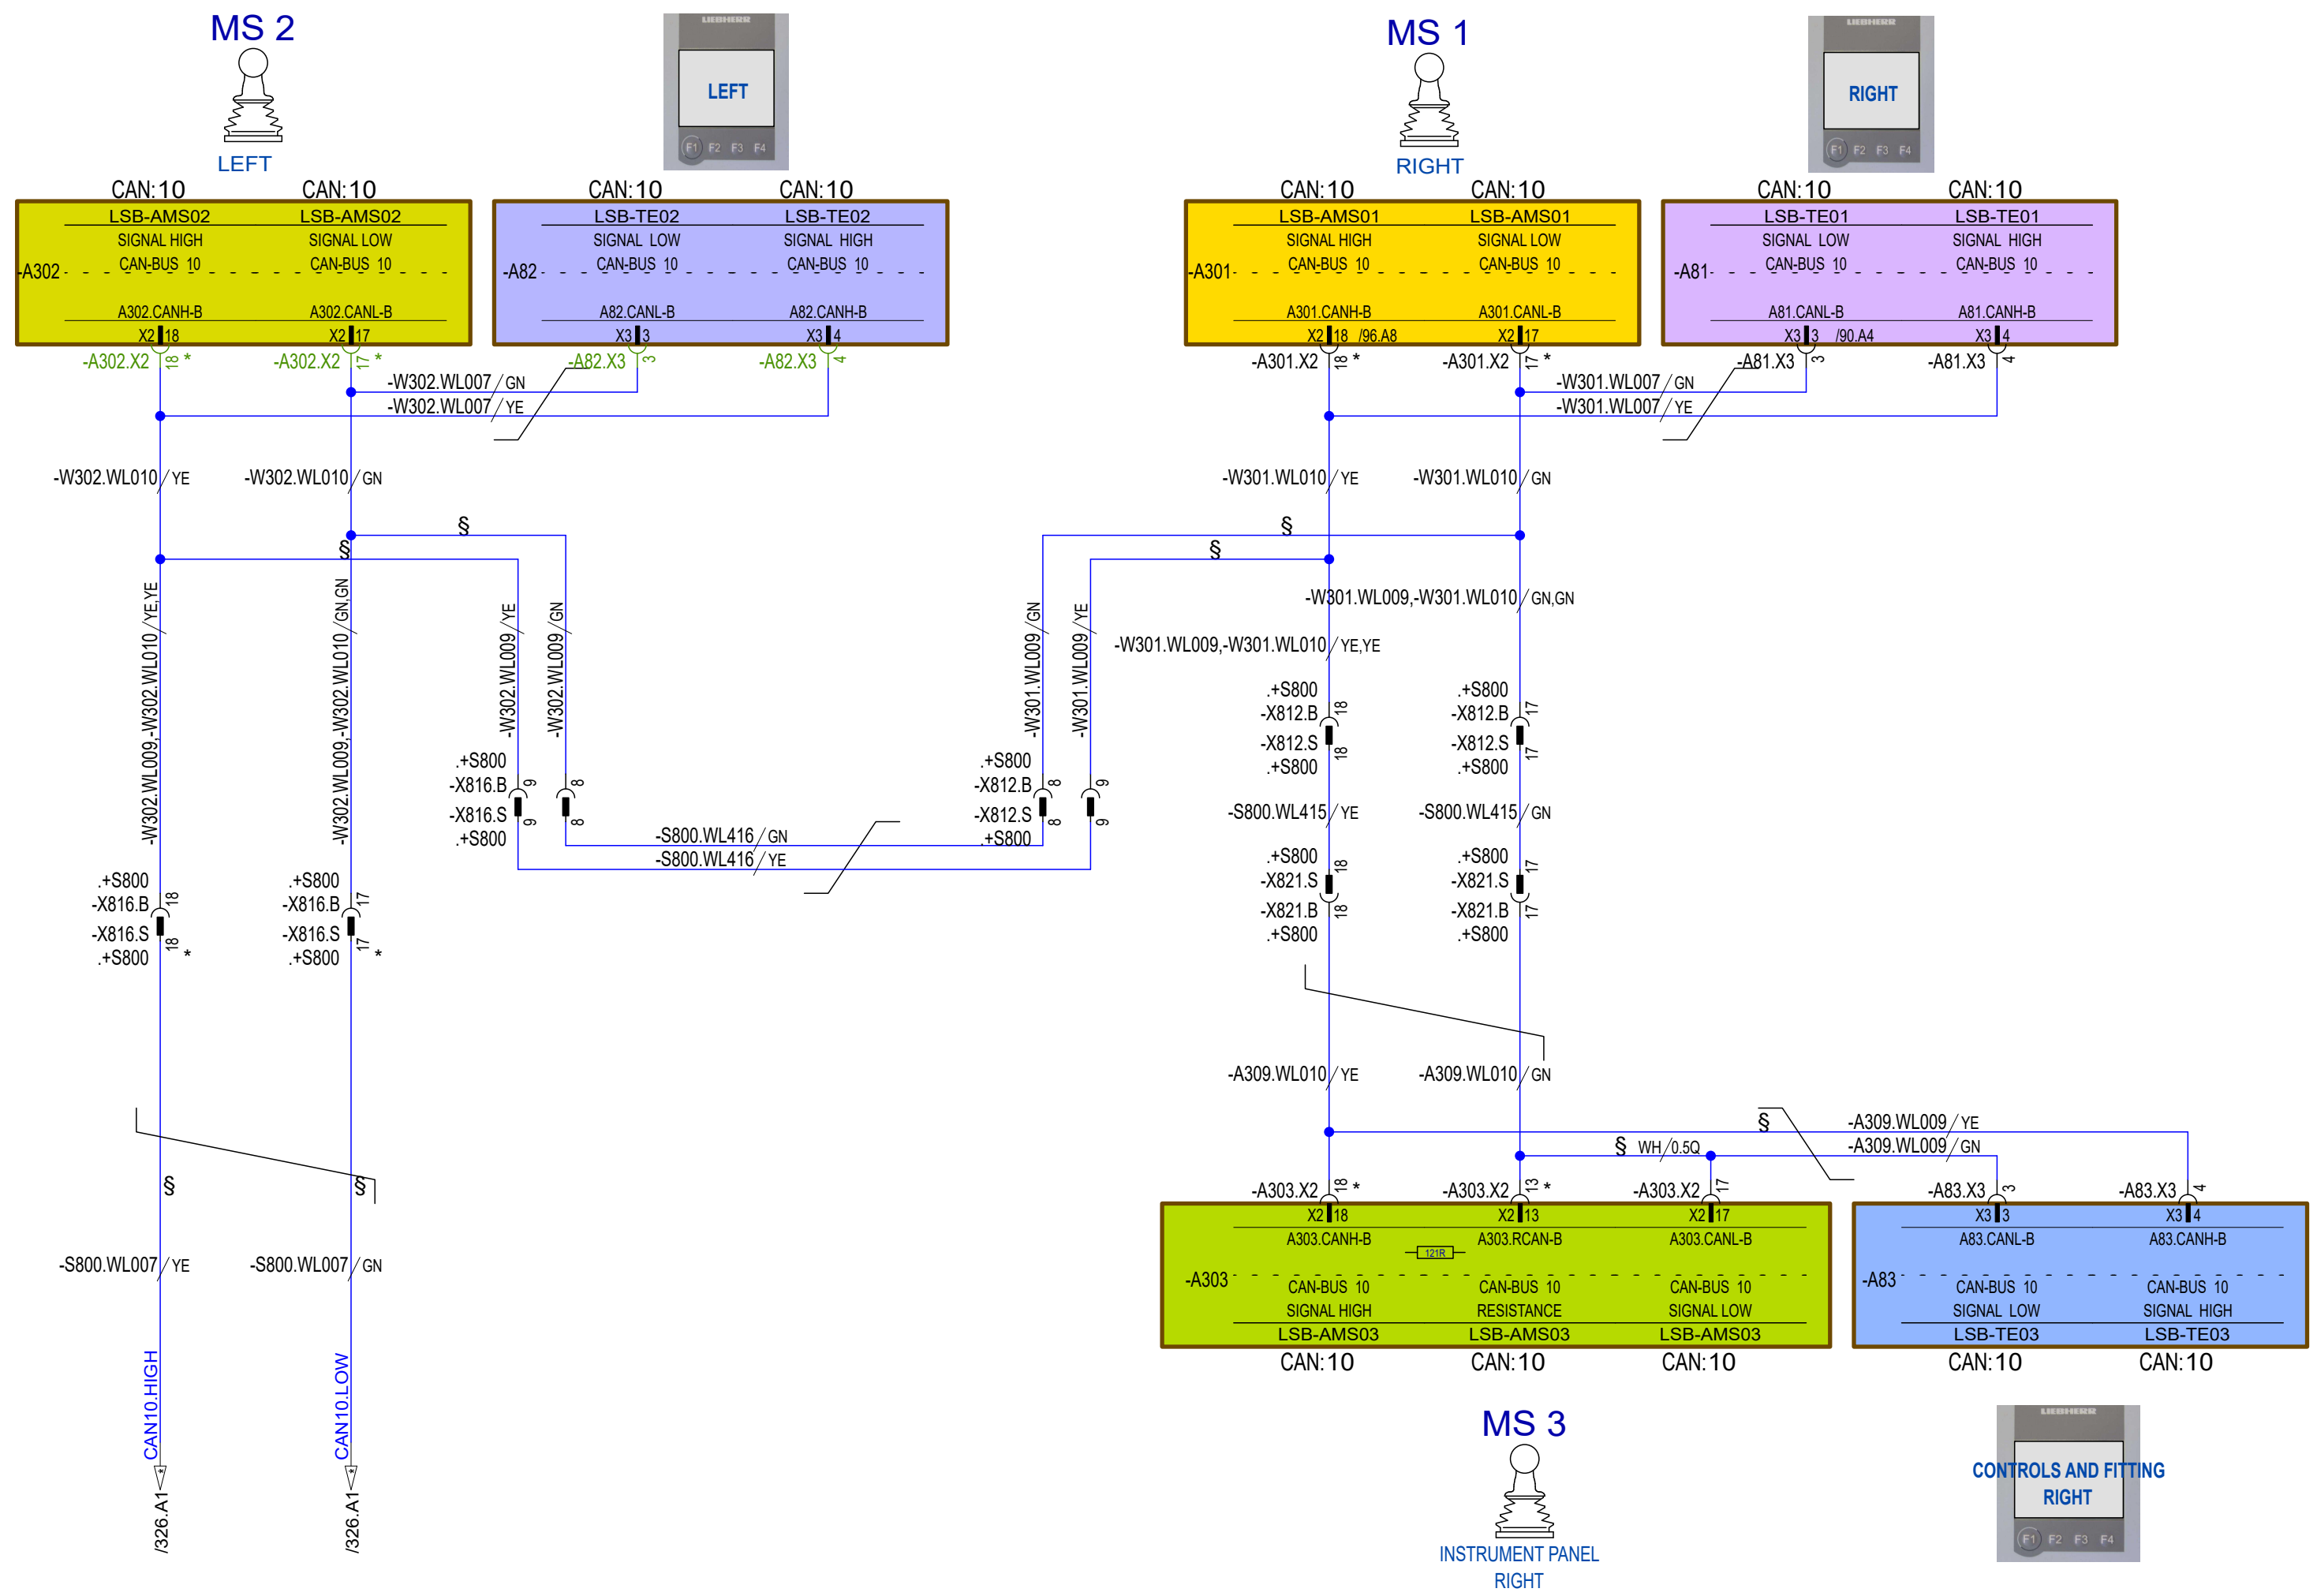 MS 2
LEFT
LIEBHERR
LEFT
F1 F2 F3 F4
MS 1
RIGHT
LIEBHERR
RIGHT
F1 F2 F3 F4
CAN:10 CAN:10 CAN:10 CAN:10 CAN:10 CAN:10 CAN:10 CAN:10
LSB-AMS02 LSB-AMS02 LSB-TE02 LSB-TE02 LSB-AMS01 LSB-AMS01 LSB-TE01 LSB-TE01
SIGNAL HIGH SIGNAL LOW SIGNAL LOW SIGNAL HIGH SIGNAL HIGH SIGNAL LOW SIGNAL LOW SIGNAL HIGH
CAN-BUS 10 CAN-BUS 10 CAN-BUS 10 CAN-BUS 10 CAN-BUS 10 CAN-BUS 10 CAN-BUS 10 CAN-BUS 10
-A302 -A82 -A301 -A81
A302.CANH-B A302.CANL-B A82.CANL-B A82.CANH-B A301.CANH-B A301.CANL-B A81.CANL-B A81.CANH-B
X2 18 X2 17 X3 3 X3 4 X2 18 /96.A8 X2 17 X3 3 /90.A4 X3 4
-A302.X2 18 * -A302.X2 17 * -A82.X3 3 -A82.X3 4 -A301.X2 18 * -A301.X2 17 * -A81.X3 3 -A81.X3 4
-W302.WL007/GN -W301.WL007/GN
-W302.WL007/YE -W301.WL007/YE
-W302.WL010/YE -W302.WL010/GN -W301.WL010/YE -W301.WL010/GN
§ §
§ §
-W302.WL009,-W302.WL010/YE,YE
-W302.WL009,-W302.WL010/GN,GN
-W302.WL009/YE
-W302.WL009/GN
-W301.WL009/GN
-W301.WL009/YE
-W301.WL009,-W301.WL010/GN,GN
-W301.WL009,-W301.WL010/YE,YE
.+S800 .+S800
-X812.B 18 -X812.B 17
-X812.S 18 -X812.S 17
.+S800 .+S800
.+S800 .+S800
-X816.B 9 8 -X812.B 8 9
-X816.S 9 8 -X812.S 8 9
.+S800 .+S800
-S800.WL415/YE -S800.WL415/GN
-S800.WL416/GN
-S800.WL416/YE
.+S800 .+S800
-X821.S 18 -X821.S 17
-X821.B 18 -X821.B 17
.+S800 .+S800
.+S800 .+S800
-X816.B 18 -X816.B 17
-X816.S 18 -X816.S 17
.+S800 * .+S800 *
-A309.WL010/YE -A309.WL010/GN
§ -A309.WL009/YE
§ WH/0.5Q -A309.WL009/GN
§ §
-A303.X2 18 * -A303.X2 13 * -A303.X2 17 -A83.X3 3 -A83.X3 4
X2 18 X2 13 X2 17 X3 3 X3 4
A303.CANH-B A303.RCAN-B A303.CANL-B A83.CANL-B A83.CANH-B
121R
-A303 -A83
CAN-BUS 10 CAN-BUS 10 CAN-BUS 10 CAN-BUS 10 CAN-BUS 10
SIGNAL HIGH RESISTANCE SIGNAL LOW SIGNAL LOW SIGNAL HIGH
LSB-AMS03 LSB-AMS03 LSB-AMS03 LSB-TE03 LSB-TE03
CAN:10 CAN:10 CAN:10 CAN:10 CAN:10
-S800.WL007/YE -S800.WL007/GN
CAN10.HIGH
CAN10.LOW
* *
/326.A1
/326.A1
MS 3
INSTRUMENT PANEL
RIGHT
LIEBHERR
CONTROLS AND FITTING
RIGHT
F1 F2 F3 F4